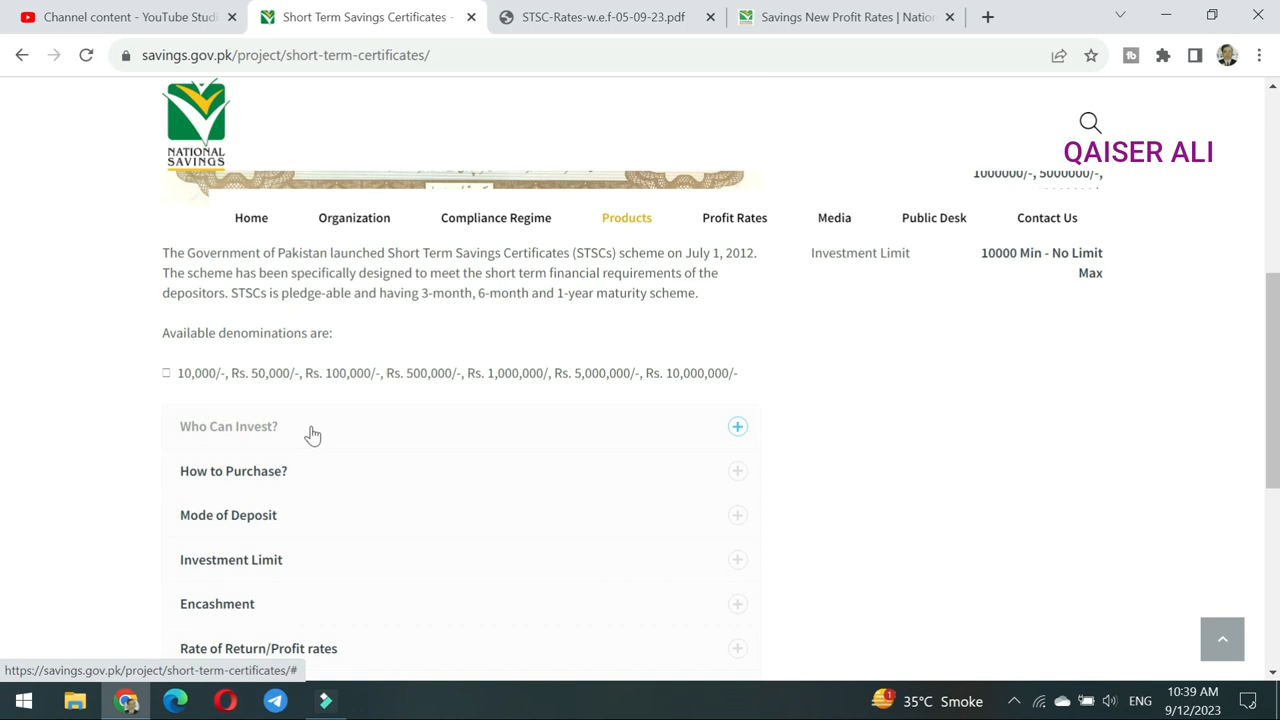 Channel content - YouTube Studi
Short Term Savings Certificates -
STSC-Rates-w.e.f-05-09-23.pdf
Savings New Profit Rates | Natio
savings.gov.pk/project/short-term-certificates/
NATIONAL
SAVINGS
QAISER ALI
1000000/-, 5000000/-,
Home
Organization
Compliance Regime
Products
Profit Rates
Media
Public Desk
Contact Us
The Government of Pakistan launched Short Term Savings Certificates (STSCs) scheme on July 1, 2012.
The scheme has been specifically designed to meet the short term financial requirements of the
depositors. STSCs is pledge-able and having 3-month, 6-month and 1-year maturity scheme.
Investment Limit
10000 Min - No Limit
Max
Available denominations are:
10,000/-, Rs. 50,000/-, Rs. 100,000/-, Rs. 500,000/-, Rs. 1,000,000/, Rs. 5,000,000/-, Rs. 10,000,000/-
Who Can Invest?
How to Purchase?
Mode of Deposit
Investment Limit
Encashment
Rate of Return/Profit rates
https://savings.gov.pk/project/short-term-certificates/#
35°C Smoke
ENG
10:39 AM
9/12/2023